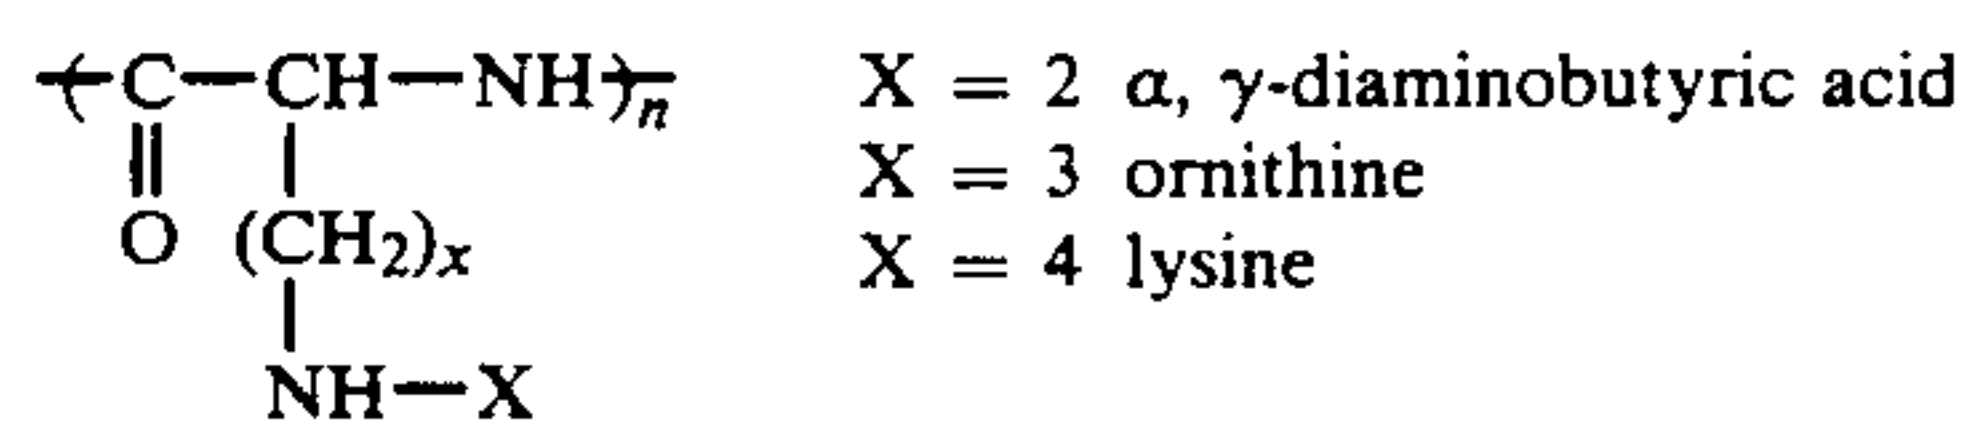 (C—CH—NH)n X = 2 α, γ-diaminobutyric acid
X = 3 ornithine
O (CH2)x X = 4 lysine
NH—X